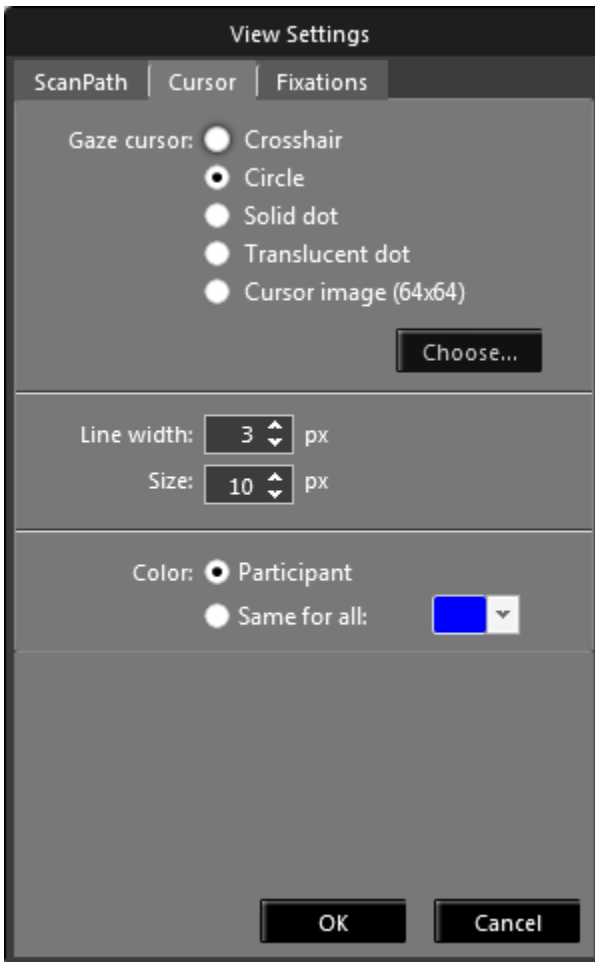 View Settings
ScanPath Cursor Fixations
Gaze cursor: Crosshair
Circle
Solid dot
Translucent dot
Cursor image (64x64)
Choose...
Line width: 3 px
Size: 10 px
Color: Participant
Same for all:
OK Cancel